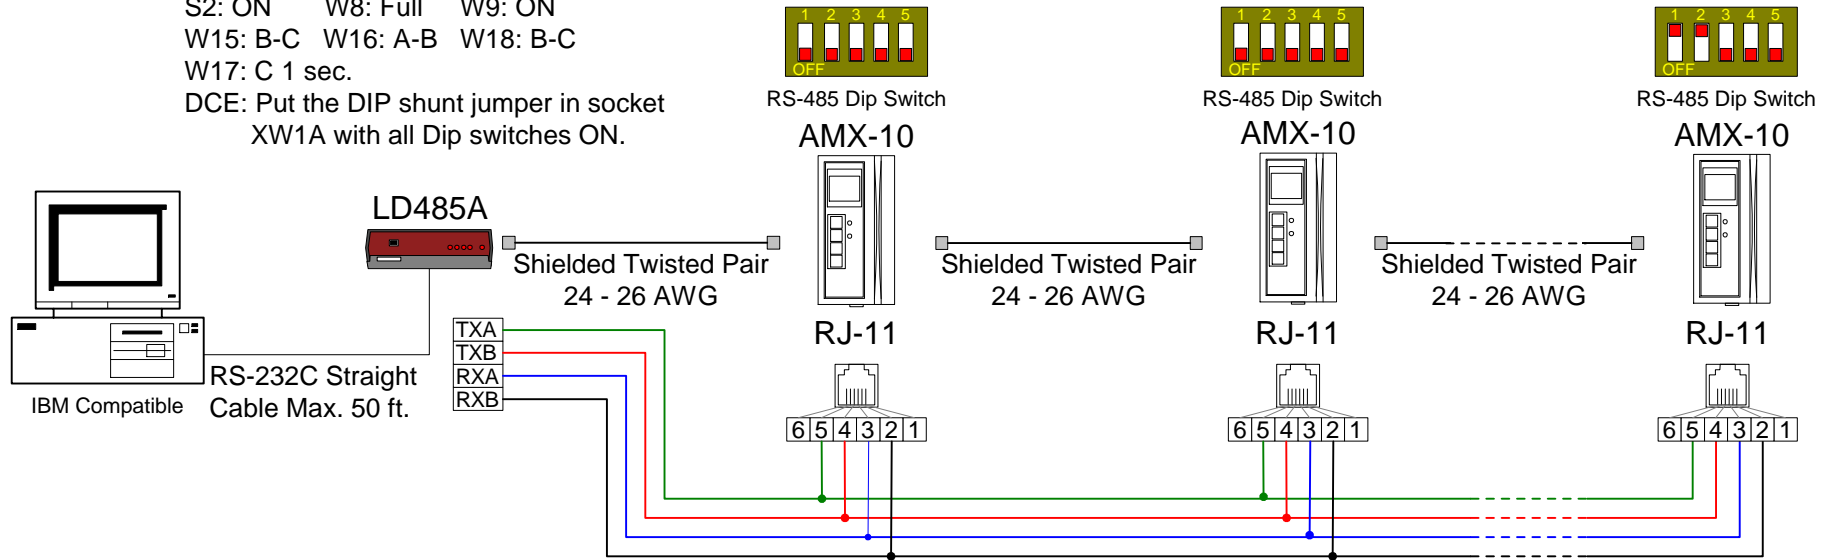 S2: ON W8: Full W9: ON
W15: B-C W16: A-B W18: B-C
W17: C 1 sec.
DCE: Put the DIP shunt jumper in socket
XW1A with all Dip switches ON.
1 2 3 4 5
OFF
RS-485 Dip Switch
AMX-10
1 2 3 4 5
OFF
RS-485 Dip Switch
AMX-10
1 2 3 4 5
OFF
RS-485 Dip Switch
AMX-10
LD485A
Shielded Twisted Pair
24 - 26 AWG
Shielded Twisted Pair
24 - 26 AWG
Shielded Twisted Pair
24 - 26 AWG
IBM Compatible
RS-232C Straight
Cable Max. 50 ft.
TXA
TXB
RXA
RXB
RJ-11
6 5 4 3 2 1
RJ-11
6 5 4 3 2 1
RJ-11
6 5 4 3 2 1